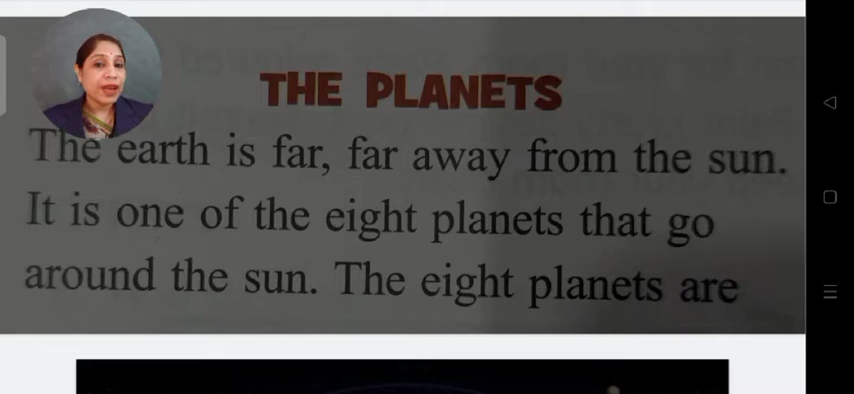 THE PLANETS
The earth is far, far away from the sun.
It is one of the eight planets that go
around the sun. The eight planets are